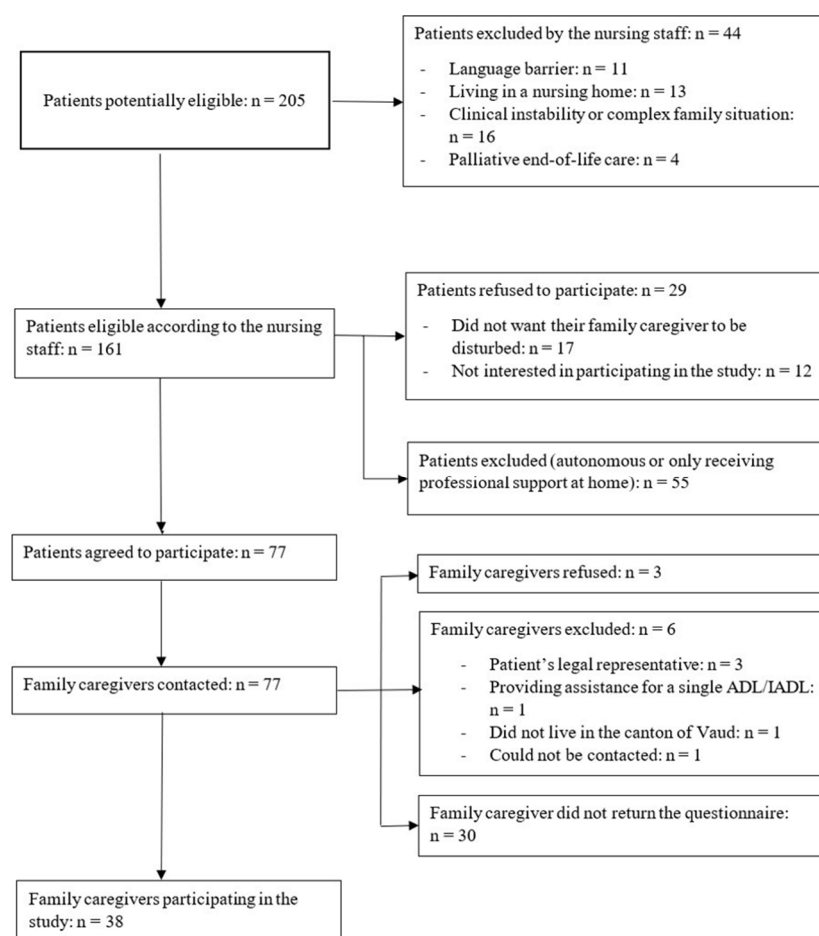 Patients excluded by the nursing staff: n = 44
- Language barrier: n = 11
- Living in a nursing home: n = 13
- Clinical instability or complex family situation:
n = 16
- Palliative end-of-life care: n = 4
Patients potentially eligible: n = 205
Patients refused to participate: n = 29
- Did not want their family caregiver to be
disturbed: n = 17
- Not interested in participating in the study: n = 12
Patients eligible according to the nursing
staff: n = 161
Patients excluded (autonomous or only receiving
professional support at home): n = 55
Patients agreed to participate: n = 77
Family caregivers refused: n = 3
Family caregivers excluded: n = 6
- Patient's legal representative: n = 3
- Providing assistance for a single ADL/IADL:
n = 1
- Did not live in the canton of Vaud: n = 1
- Could not be contacted: n = 1
Family caregivers contacted: n = 77
Family caregiver did not return the questionnaire:
n = 30
Family caregivers participating in the
study: n = 38